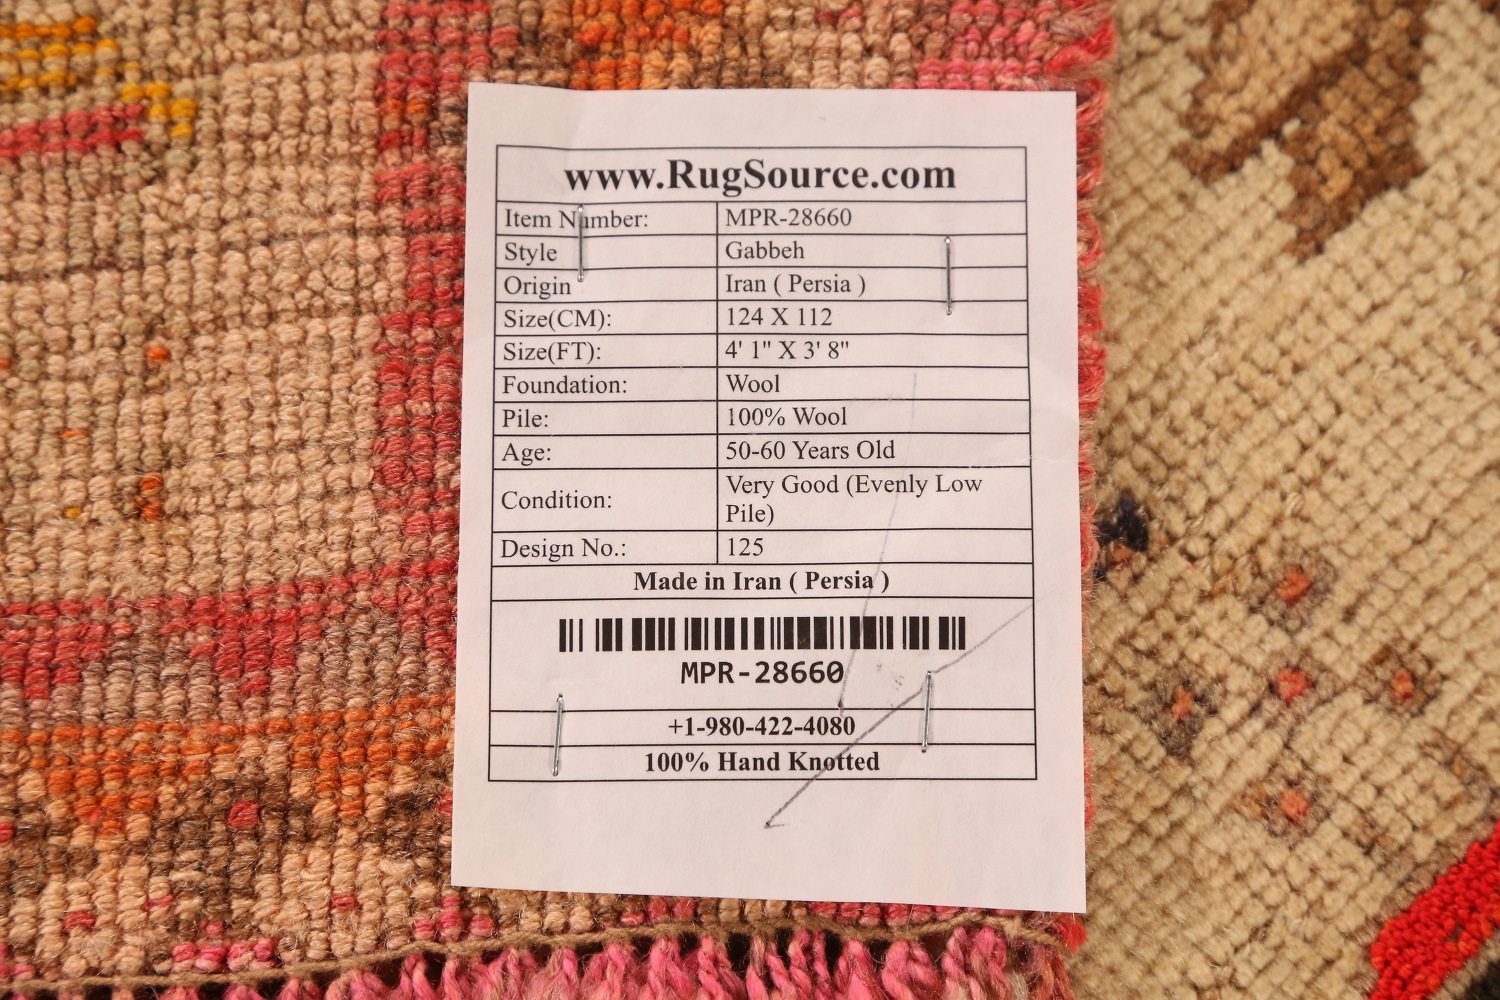 www.RugSource.com
Item Number: MPR-28660
Style Gabbeh
Origin Iran ( Persia )
Size(CM): 124 X 112
Size(FT): 4' 1" X 3' 8"
Foundation: Wool
Pile: 100% Wool
Age: 50-60 Years Old
Condition: Very Good (Evenly Low
Pile)
Design No.: 125
Made in Iran ( Persia )
MPR-28660
+1-980-422-4080
100% Hand Knotted